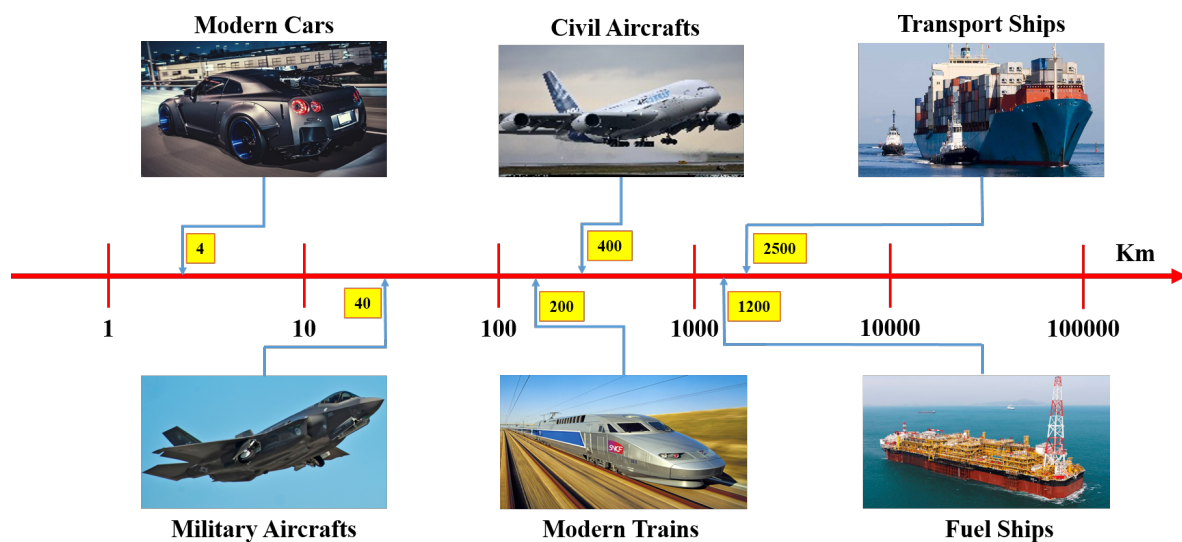 Modern Cars
Civil Aircrafts
Transport Ships
4
400
2500
Km
40
200
1200
1
10
100
1000
10000
100000
SNCF
Military Aircrafts
Modern Trains
Fuel Ships